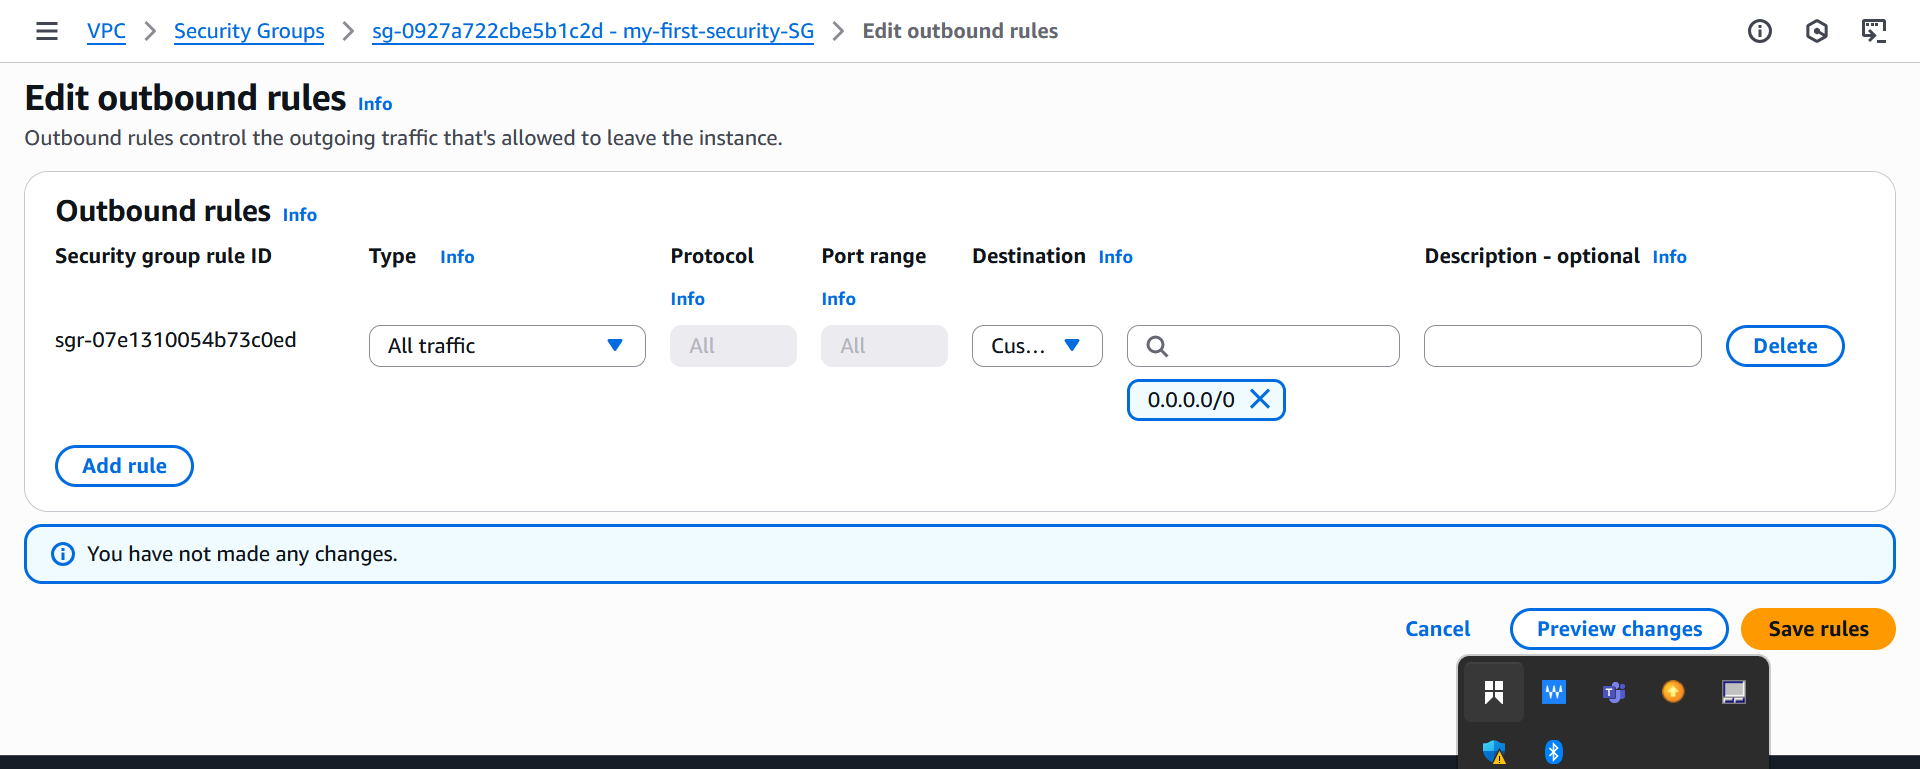 VPC > Security Groups > sg-0927a722cbe5b1c2d - my-first-security-SG > Edit outbound rules
Edit outbound rules Info
Outbound rules control the outgoing traffic that's allowed to leave the instance.
Outbound rules Info
Security group rule ID Type Info Protocol Info Port range Info Destination Info Description - optional Info
sgr-07e1310054b73c0ed All traffic All All Cus... Delete
0.0.0.0/0
Add rule
You have not made any changes.
Cancel Preview changes Save rules